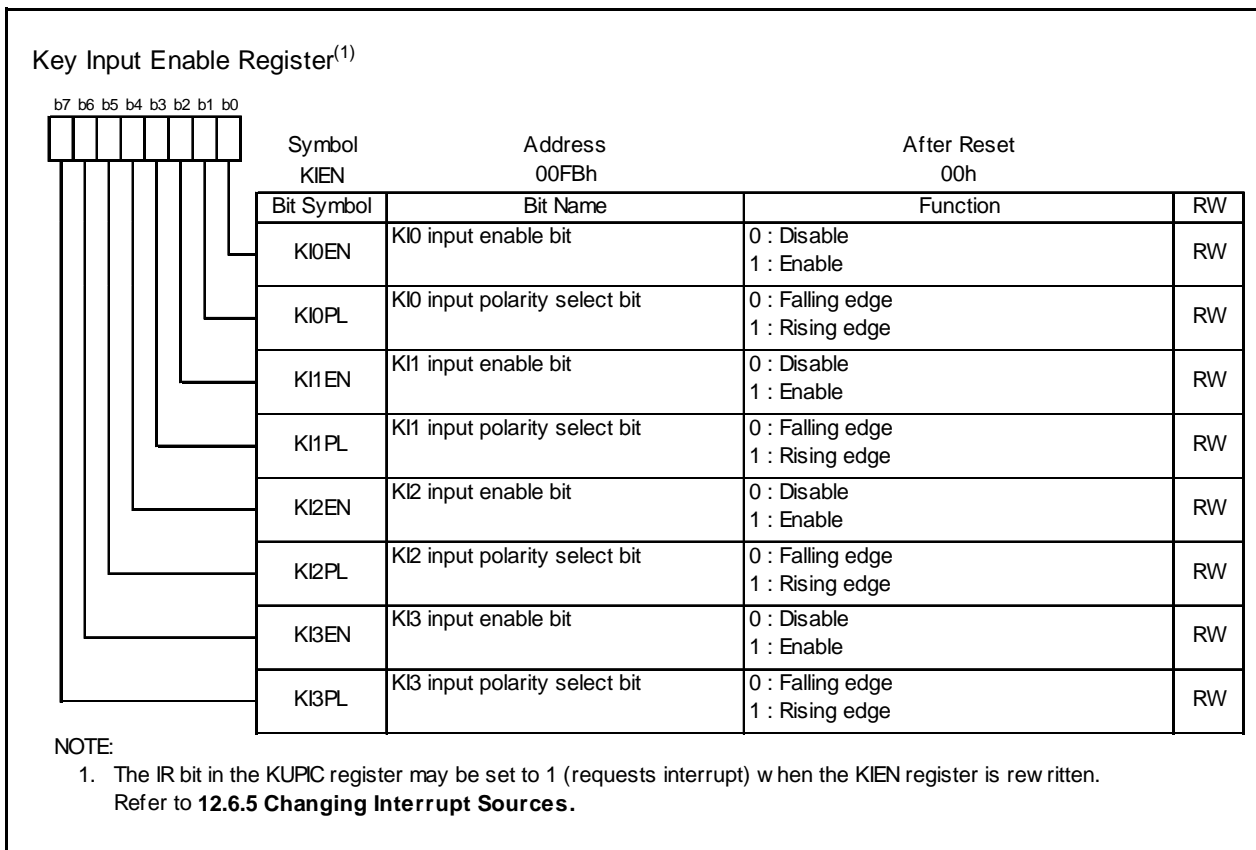 Key Input Enable Register(1)
b7 b6 b5 b4 b3 b2 b1 b0
Symbol Address After Reset
KIEN 00FBh 00h
Bit Symbol Bit Name Function RW
KI0EN KI0 input enable bit 0 : Disable
1 : Enable RW
KI0PL KI0 input polarity select bit 0 : Falling edge
1 : Rising edge RW
KI1EN KI1 input enable bit 0 : Disable
1 : Enable RW
KI1PL KI1 input polarity select bit 0 : Falling edge
1 : Rising edge RW
KI2EN KI2 input enable bit 0 : Disable
1 : Enable RW
KI2PL KI2 input polarity select bit 0 : Falling edge
1 : Rising edge RW
KI3EN KI3 input enable bit 0 : Disable
1 : Enable RW
KI3PL KI3 input polarity select bit 0 : Falling edge
1 : Rising edge RW
NOTE:
1. The IR bit in the KUPIC register may be set to 1 (requests interrupt) when the KIEN register is rewritten.
Refer to 12.6.5 Changing Interrupt Sources.